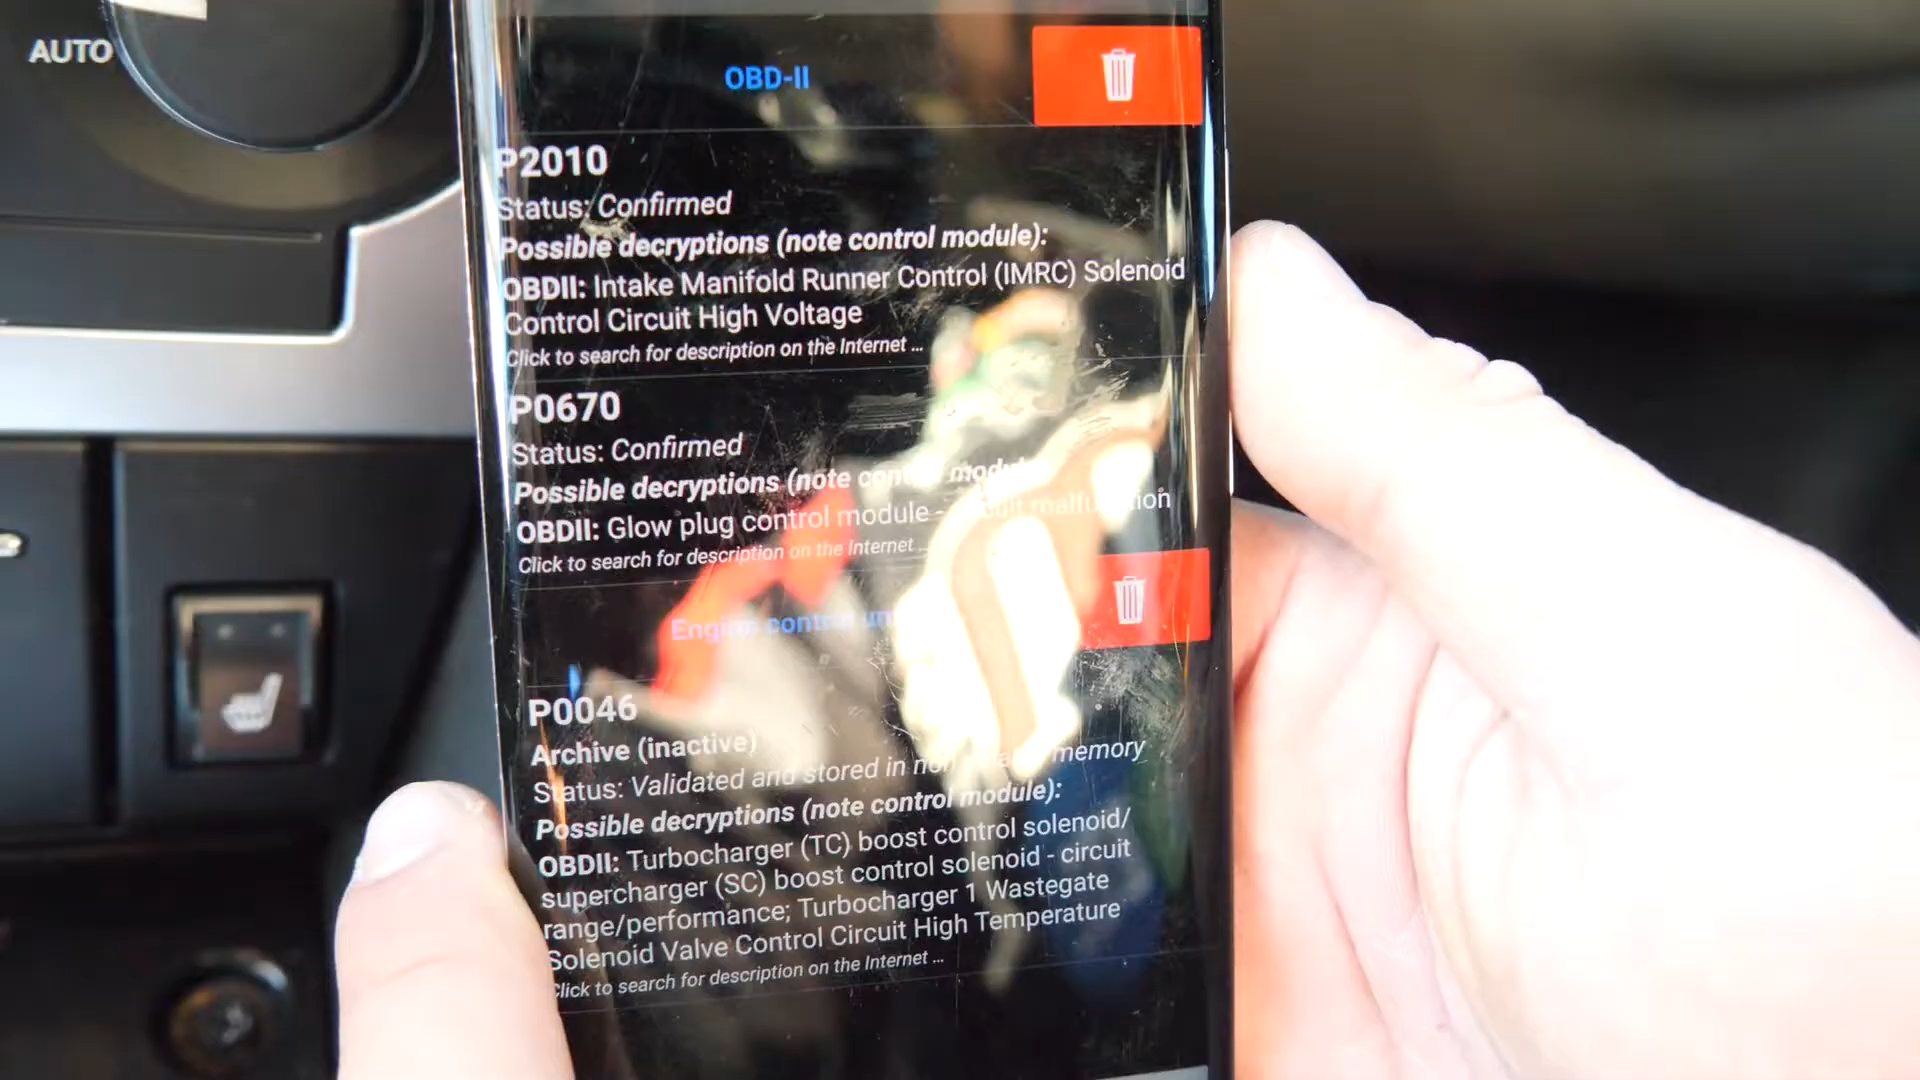 AUTO
OBD-II
P2010
Status: Confirmed
Possible decryptions (note control module):
OBDII: Intake Manifold Runner Control (IMRC) Solenoid
Control Circuit High Voltage
Click to search for description on the Internet ...
P0670
Status: Confirmed
Possible decryptions (note
OBDII: Glow plug control module -
Click to search for description on the Internet
Engine control
P0046
Archive (inactive)
Status: Validated and stored in memory
Possible decryptions (note control module):
OBDII: Turbocharger (TC) boost control solenoid/
supercharger (SC) boost control solenoid - circuit
range/performance; Turbocharger 1 Wastegate
Solenoid Valve Control Circuit High Temperature
Click to search for description on the Internet ...